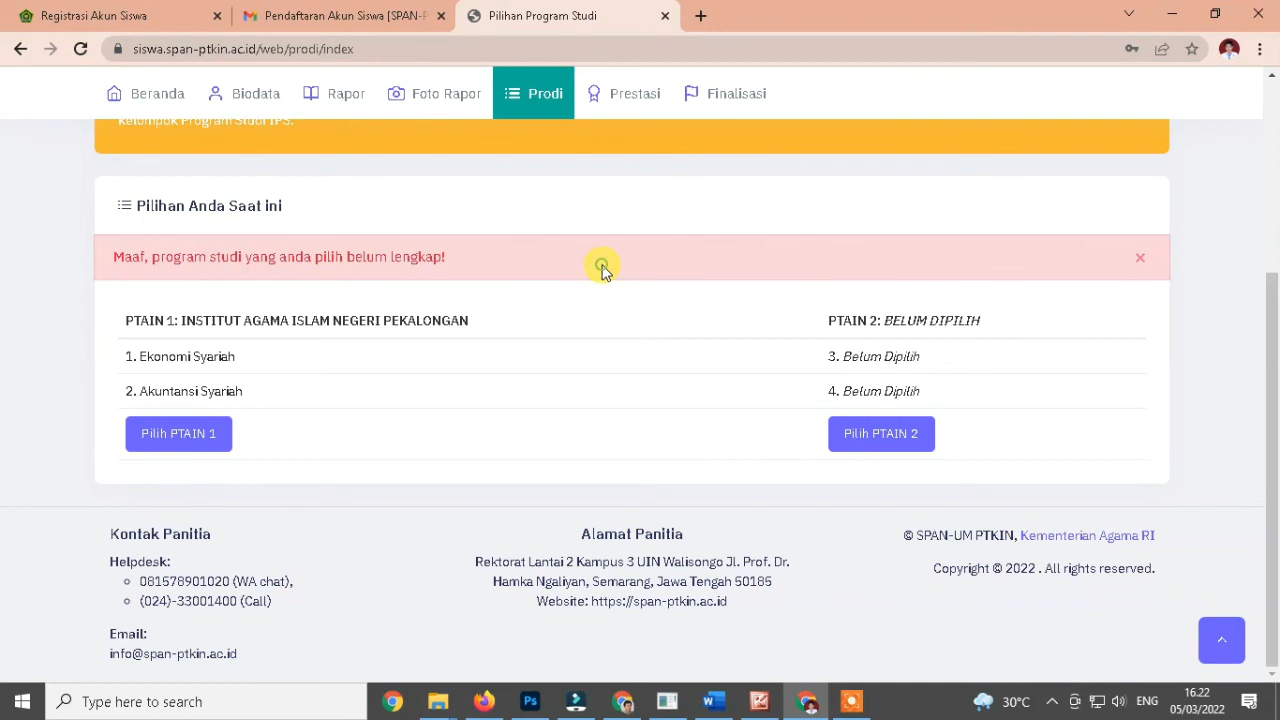 Registrasi Akun Siswa
Pendaftaran Akun Siswa [SPAN-P
Pilihan Program Studi
siswa.span-ptkin.ac.id/web/prodi/index
Beranda
Biodata
Rapor
Foto Rapor
Prodi
Prestasi
Finalisasi
Kelompok Program Studi IPS.
Pilihan Anda Saat ini
Maaf, program studi yang anda pilih belum lengkap!
PTAIN 1: INSTITUT AGAMA ISLAM NEGERI PEKALONGAN
PTAIN 2: BELUM DIPILIH
1. Ekonomi Syariah
3. Belum Dipilih
2. Akuntansi Syariah
4. Belum Dipilih
Pilih PTAIN 1
Pilih PTAIN 2
Kontak Panitia
Helpdesk:
081578901020 (WA chat),
(024)-33001400 (Call)
Email:
info@span-ptkin.ac.id
Alamat Panitia
Rektorat Lantai 2 Kampus 3 UIN Walisongo Jl. Prof. Dr.
Hamka Ngaliyan, Semarang, Jawa Tengah 50185
Website: https://span-ptkin.ac.id
© SPAN-UM PTKIN, Kementerian Agama RI
Copyright © 2022 . All rights reserved.
Type here to search
30°C
ENG
16.22
05/03/2022